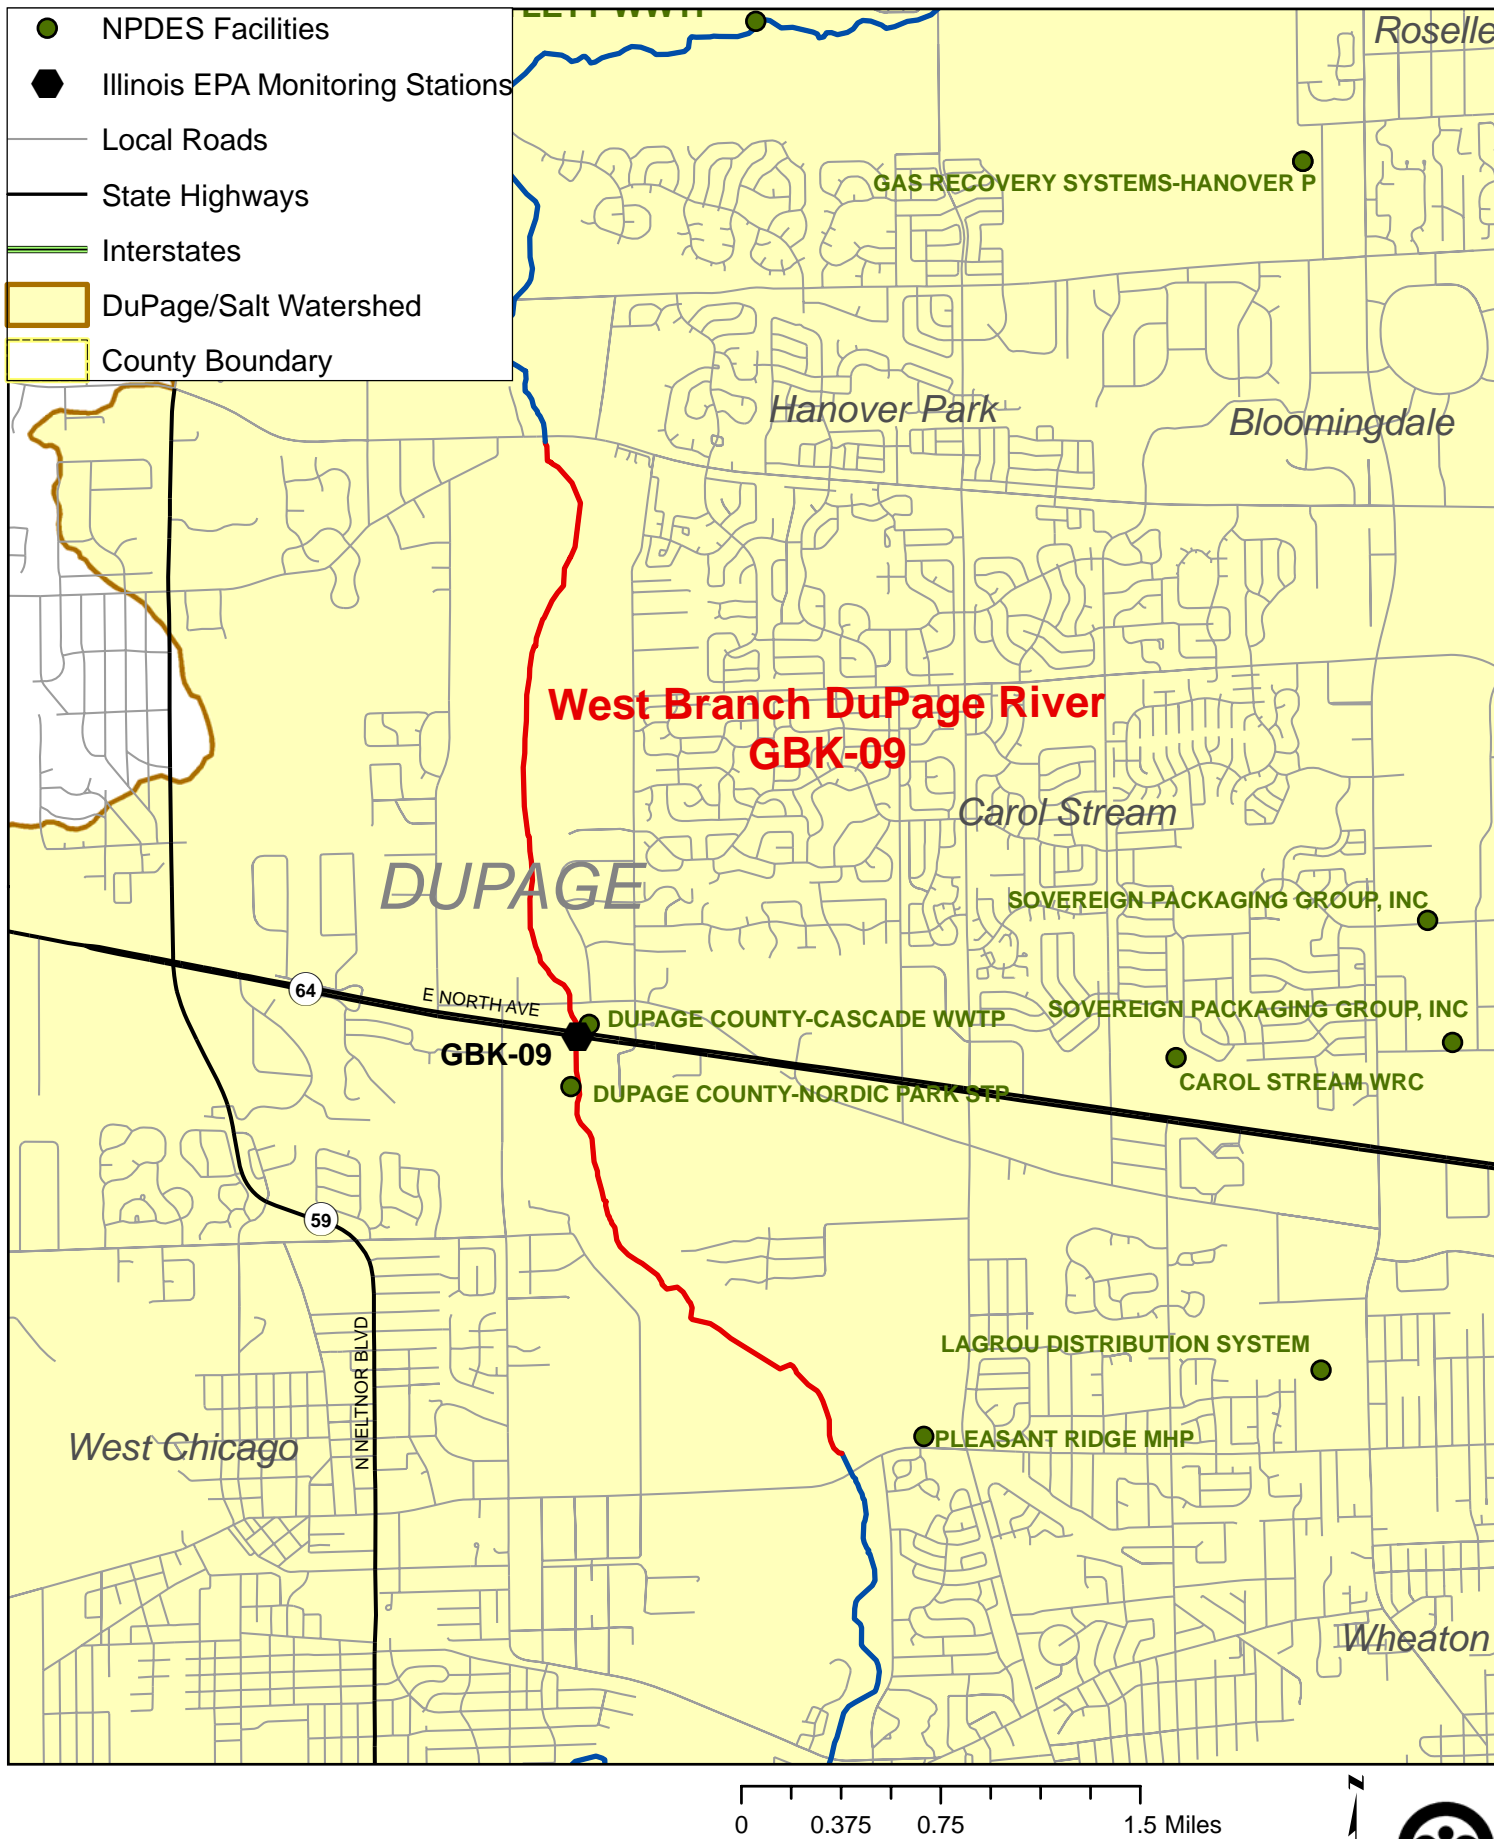 NPDES Facilities
Illinois EPA Monitoring Stations
Local Roads
State Highways
Interstates
DuPage/Salt Watershed
County Boundary
Roselle
GAS RECOVERY SYSTEMS-HANOVER P
Hanover Park
Bloomingdale
West Branch DuPage River
GBK-09
Carol Stream
DUPAGE
SOVEREIGN PACKAGING GROUP, INC
64
E NORTH AVE
DUPAGE COUNTY-CASCADE WWTP
SOVEREIGN PACKAGING GROUP, INC
GBK-09
DUPAGE COUNTY-NORDIC PARK STP
CAROL STREAM WRC
59
N NELTNOR BLVD
LAGROU DISTRIBUTION SYSTEM
West Chicago
PLEASANT RIDGE MHP
Wheaton
0 0.375 0.75 1.5 Miles
z